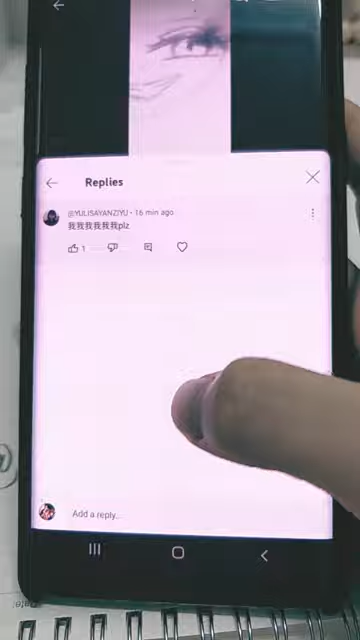 Replies
@YULISAYANZIYU • 16 min ago
我我我我我我plz
1
Add a reply...